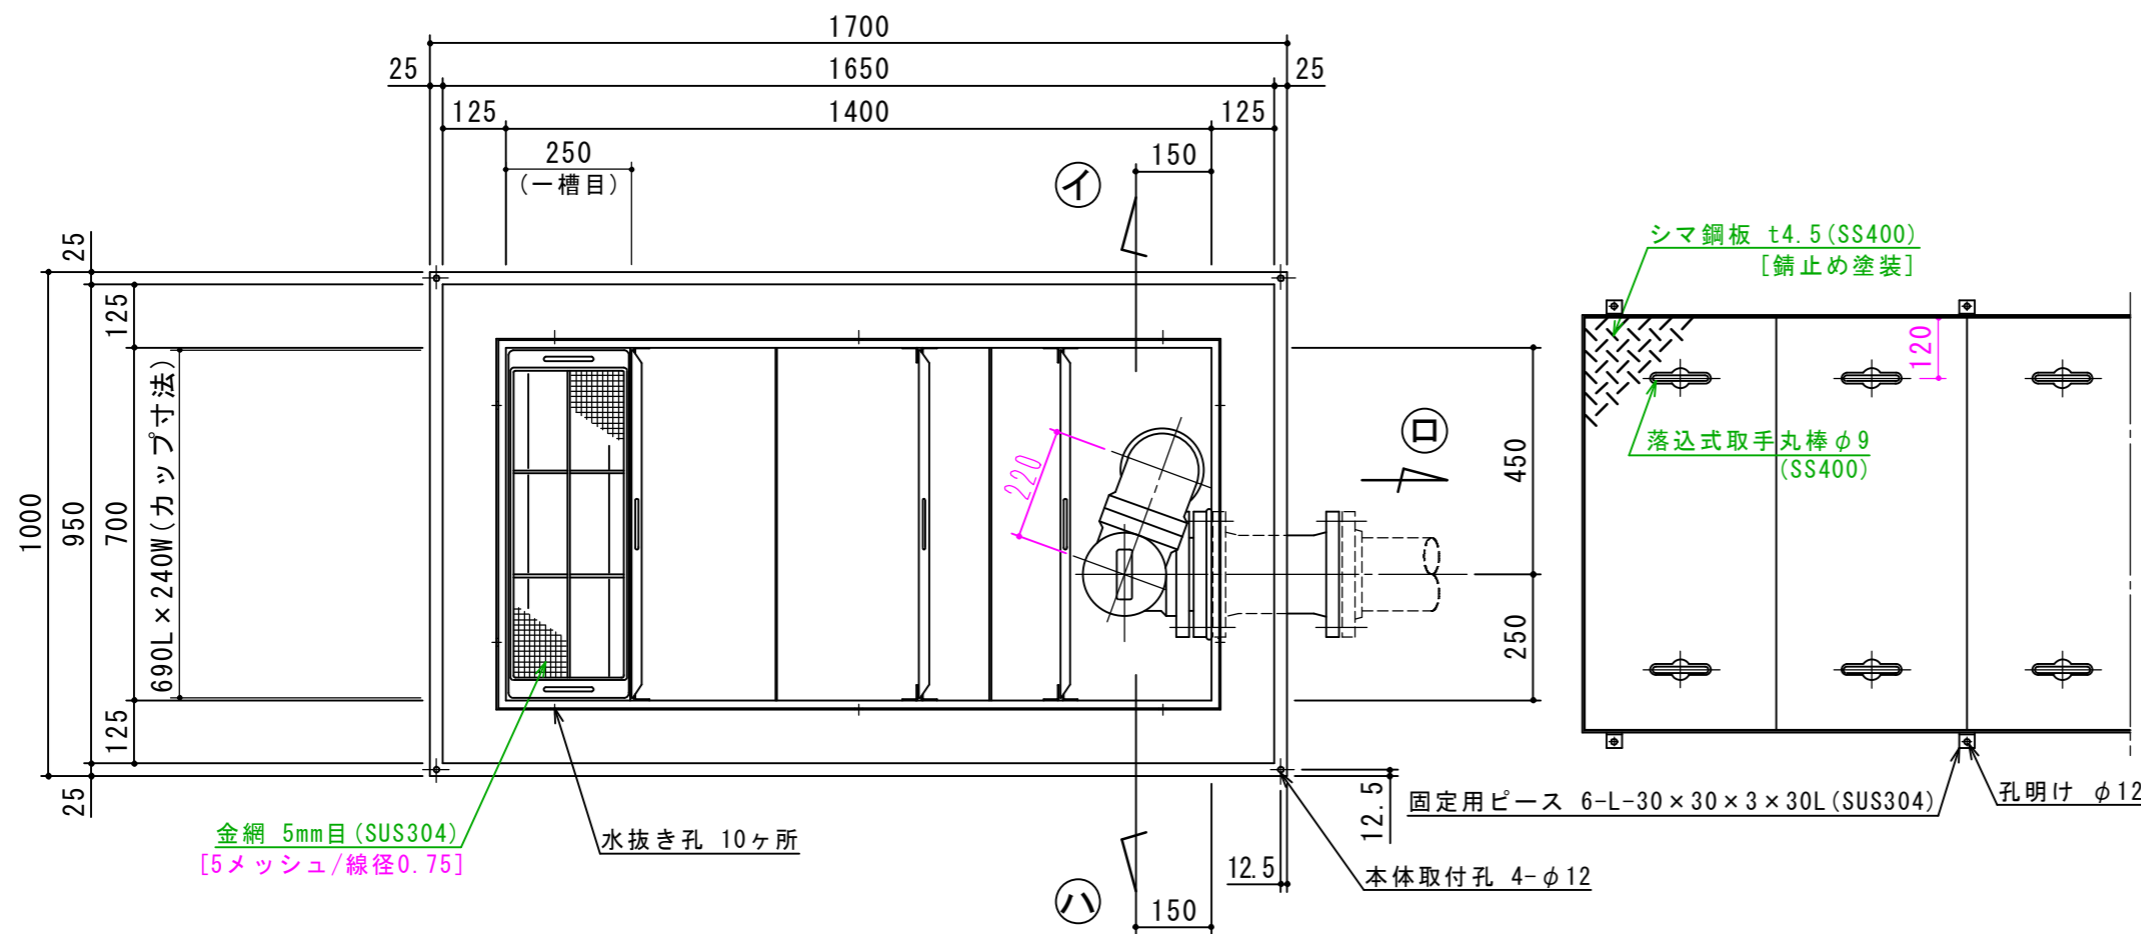 1700
25
1650
25
125
1400
125
250
(一槽目)
150
イ
シマ鋼板 t4.5(SS400)
[錆止め塗装]
25
125
120
690L×240W(カップ寸法)
220
ロ
450
落込式取手丸棒φ9
(SS400)
1000
950
700
250
125
25
金網 5mm目(SUS304)
[5メッシュ/線径0.75]
水抜き孔 10ヶ所
12.5
固定用ピース 6-L-30×30×3×30L(SUS304)
孔明け φ12
12.5
本体取付孔 4-φ12
ハ
150